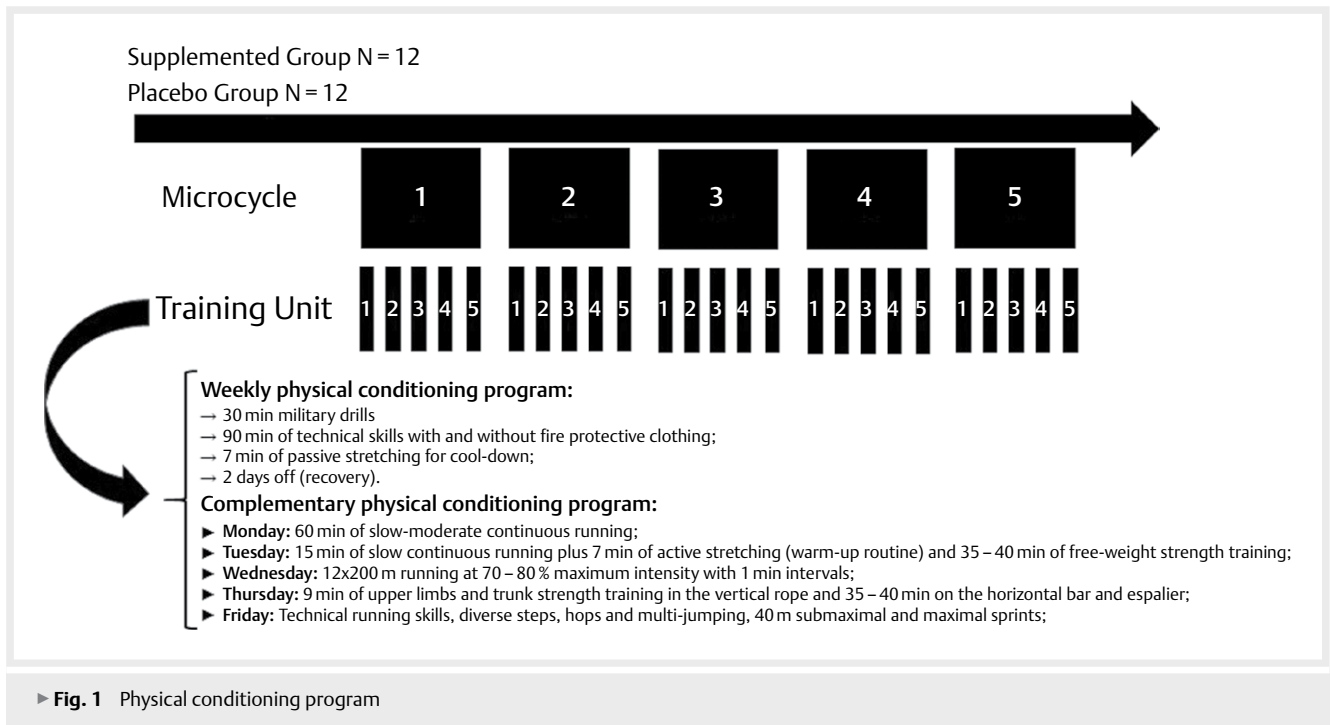 Supplemented Group N = 12
Placebo Group N = 12
Microcycle 1 2 3 4 5
Training Unit 1 2 3 4 5 1 2 3 4 5 1 2 3 4 5 1 2 3 4 5 1 2 3 4 5
Weekly physical conditioning program:
→ 30 min military drills
→ 90 min of technical skills with and without fire protective clothing;
→ 7 min of passive stretching for cool-down;
→ 2 days off (recovery).
Complementary physical conditioning program:
► Monday: 60 min of slow-moderate continuous running;
► Tuesday: 15 min of slow continuous running plus 7 min of active stretching (warm-up routine) and 35 – 40 min of free-weight strength training;
► Wednesday: 12x200 m running at 70 – 80 % maximum intensity with 1 min intervals;
► Thursday: 9 min of upper limbs and trunk strength training in the vertical rope and 35 – 40 min on the horizontal bar and espalier;
► Friday: Technical running skills, diverse steps, hops and multi-jumping, 40 m submaximal and maximal sprints;
► Fig. 1 Physical conditioning program